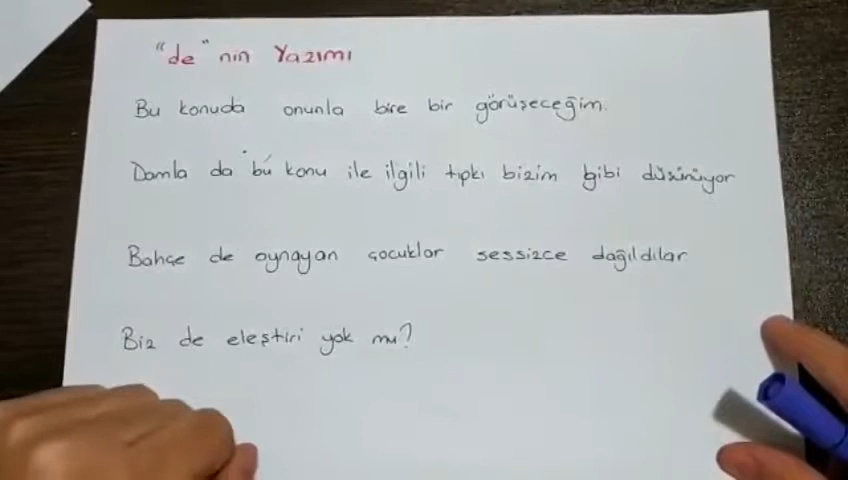 "de" nin Yazımı
Bu konuda onunla bire bir görüşeceğim.
Damla da bu konu ile ilgili tıpkı bizim gibi düşünüyor
Bahçe de oynayan çocuklar sessizce dağıldılar
Biz de eleştiri yok mu?